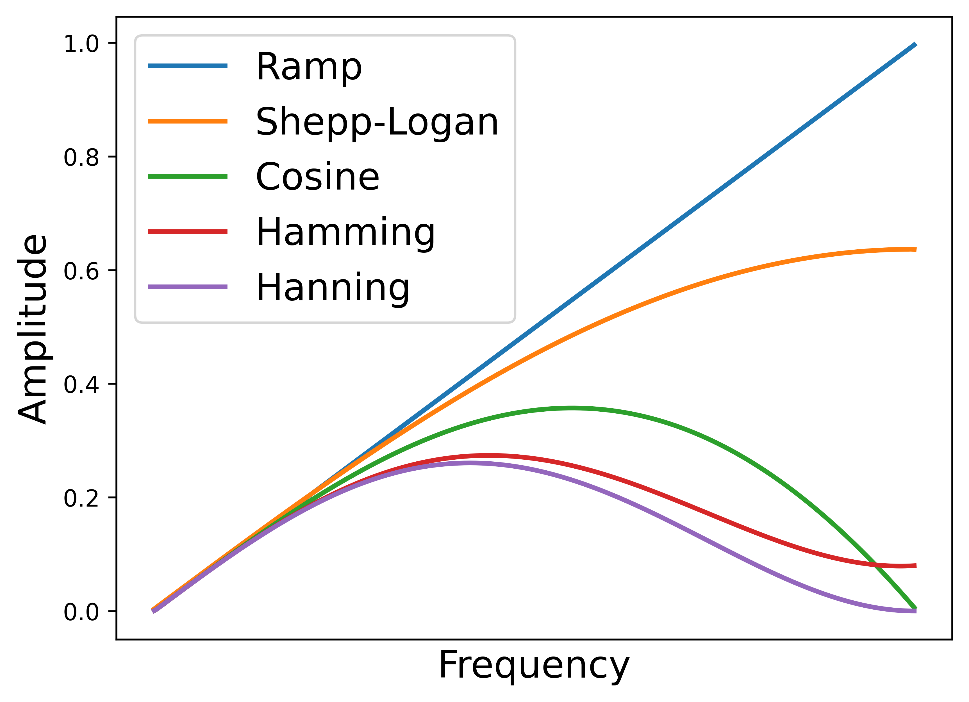 1.0
0.8
0.6
0.4
0.2
0.0
Amplitude
Ramp
Shepp-Logan
Cosine
Hamming
Hanning
Frequency